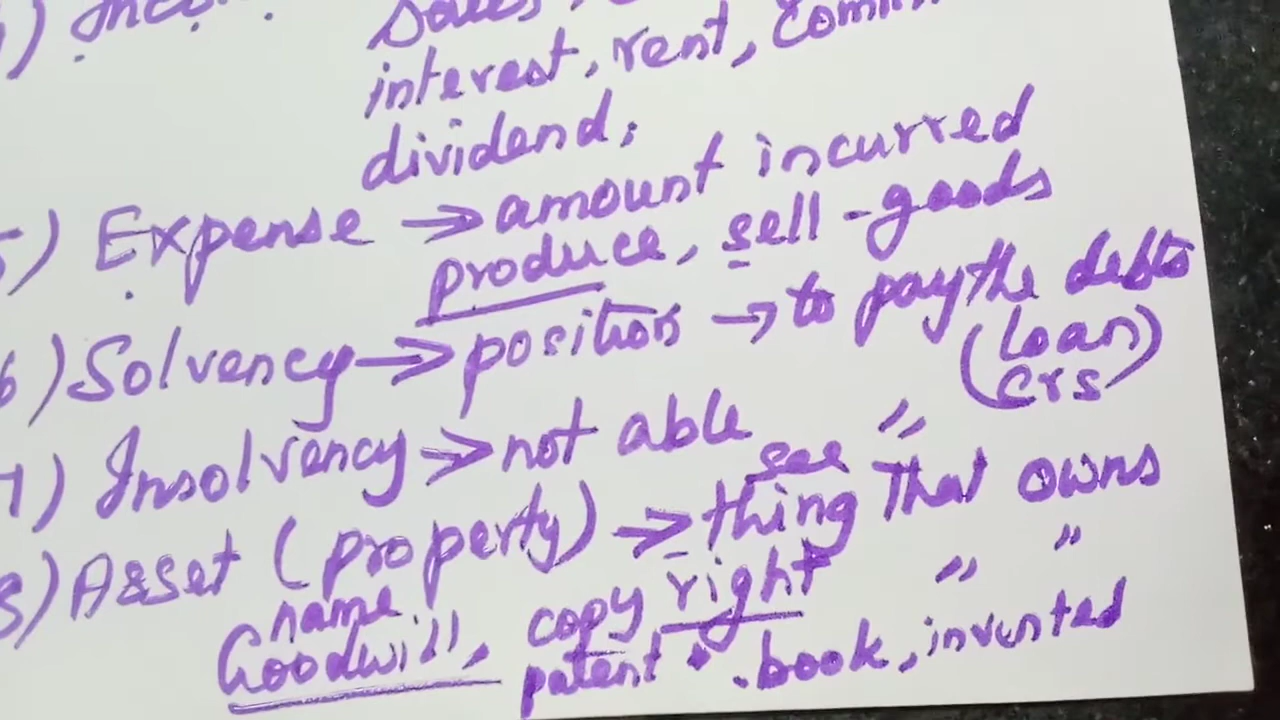 interest, rent,
dividend;
5) Expense → amount incurred
produce, sell - goods
6) Solvency → position → to pay the debts
(loan
crs)
7) Insolvency → not able "
see
8) Asset (property) → thing that owns
name right " "
Goodwill, copy
patent . book, invented